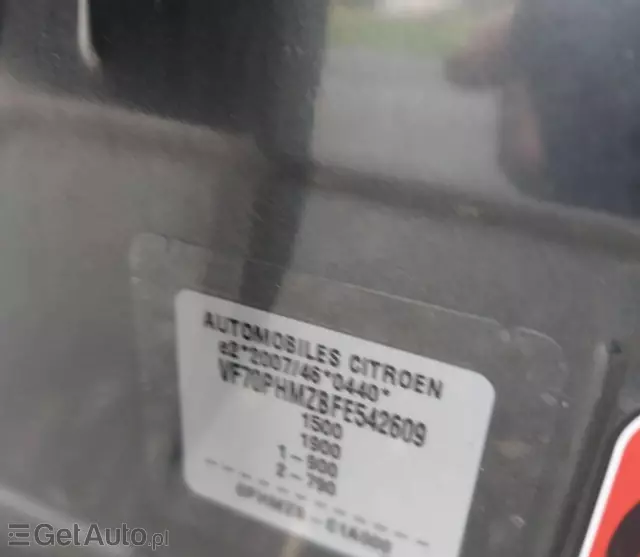 AUTOMOBILES CITROEN
e2*2007/46*0440*
VF70PHMZBFE542609
1500
1900
1-900
2-790
GetAuto.pl